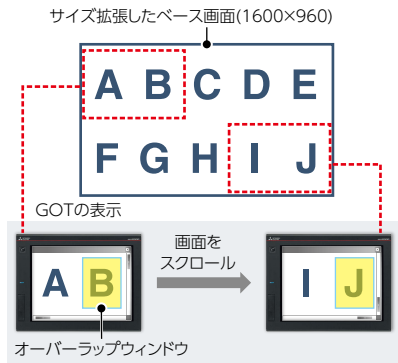 サイズ拡張したベース画面(1600×960)
A B C D E
F G H I J
GOTの表示
画面を
スクロール
A B
I J
オーバーラップウィンドウ